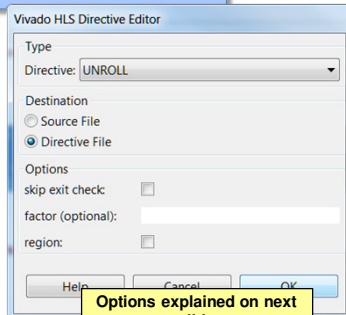 Vivado HLS Directive Editor
Type
Directive: UNROLL
Destination
Source File
Directive File
Options
skip exit check:
factor (optional):
region:
Help Cancel OK
Options explained on next